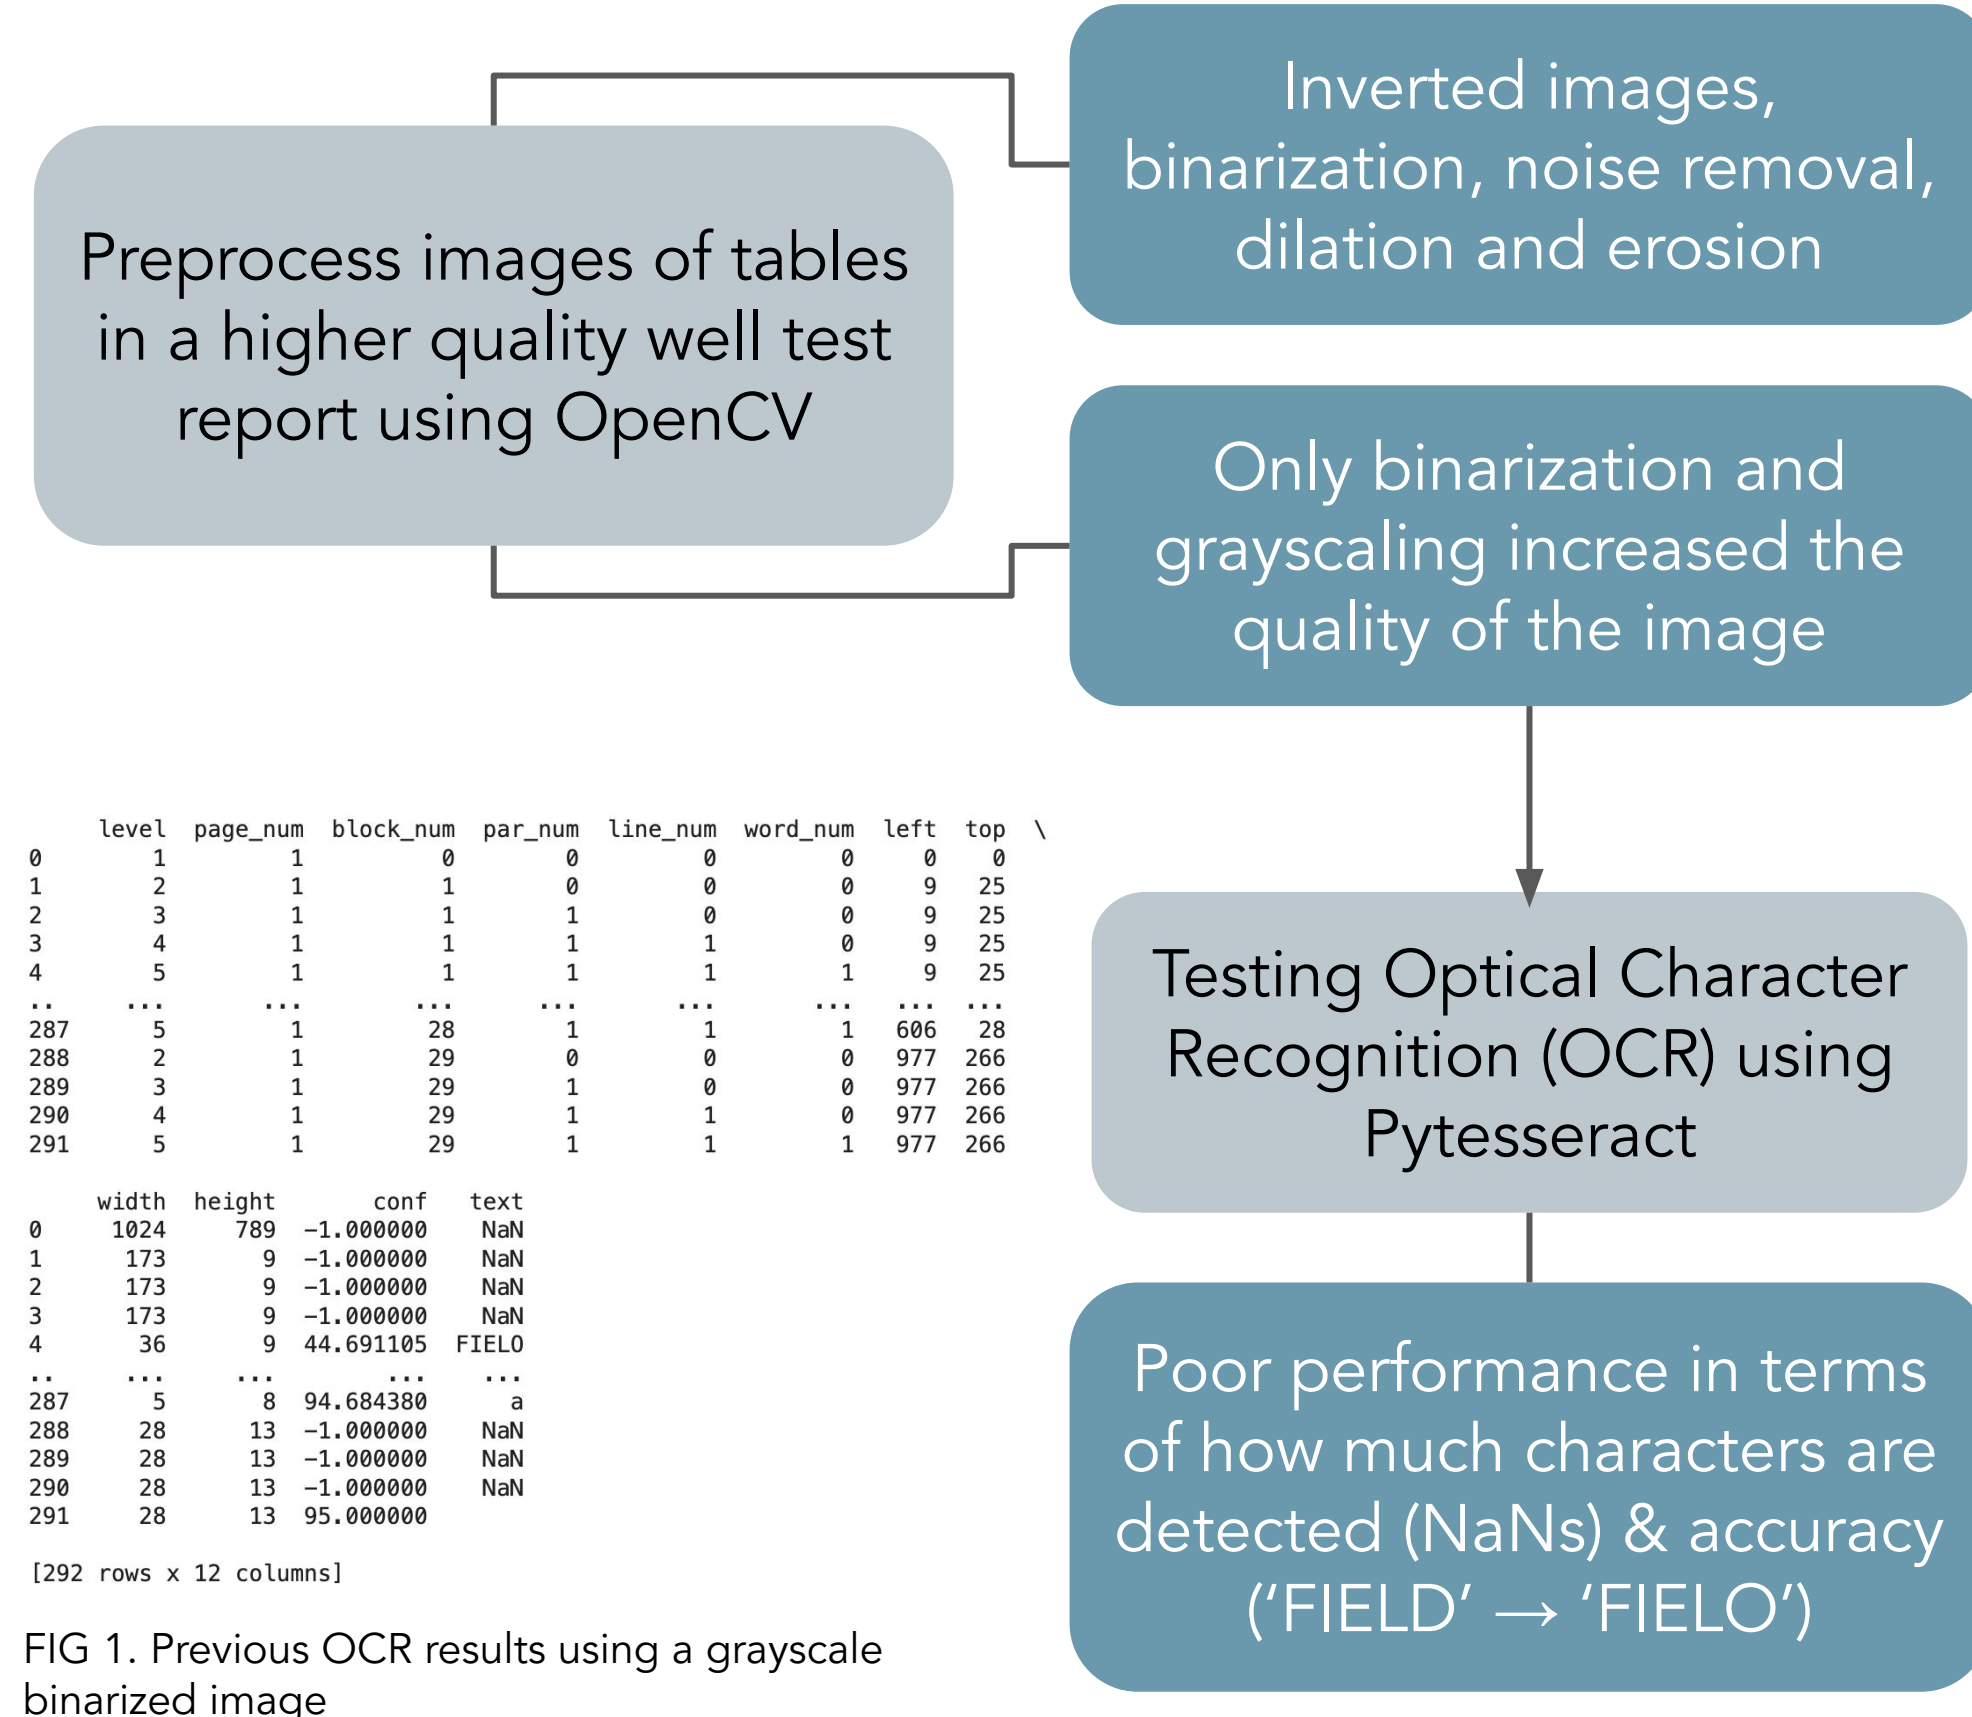 Preprocess images of tables
in a higher quality well test
report using OpenCV
Inverted images,
binarization, noise removal,
dilation and erosion
Only binarization and
grayscaling increased the
quality of the image
Testing Optical Character
Recognition (OCR) using
Pytesseract
Poor performance in terms
of how much characters are
detected (NaNs) & accuracy
(‘FIELD’ → ‘FIELO’)
level page_num block_num par_num line_num word_num left top \
0 1 1 0 0 0 0 0 0
1 2 1 1 0 0 0 9 25
2 3 1 1 1 0 0 9 25
3 4 1 1 1 1 0 9 25
4 5 1 1 1 1 1 9 25
.. ... ... ... ... ... ... ... ...
287 5 1 28 1 1 1 606 28
288 2 1 29 0 0 0 977 266
289 3 1 29 1 0 0 977 266
290 4 1 29 1 1 0 977 266
291 5 1 29 1 1 1 977 266
width height conf text
0 1024 789 -1.000000 NaN
1 173 9 -1.000000 NaN
2 173 9 -1.000000 NaN
3 173 9 -1.000000 NaN
4 36 9 44.691105 FIELO
.. ... ... ... ...
287 5 8 94.684380 a
288 28 13 -1.000000 NaN
289 28 13 -1.000000 NaN
290 28 13 -1.000000 NaN
291 28 13 95.000000
[292 rows x 12 columns]
FIG 1. Previous OCR results using a grayscale
binarized image